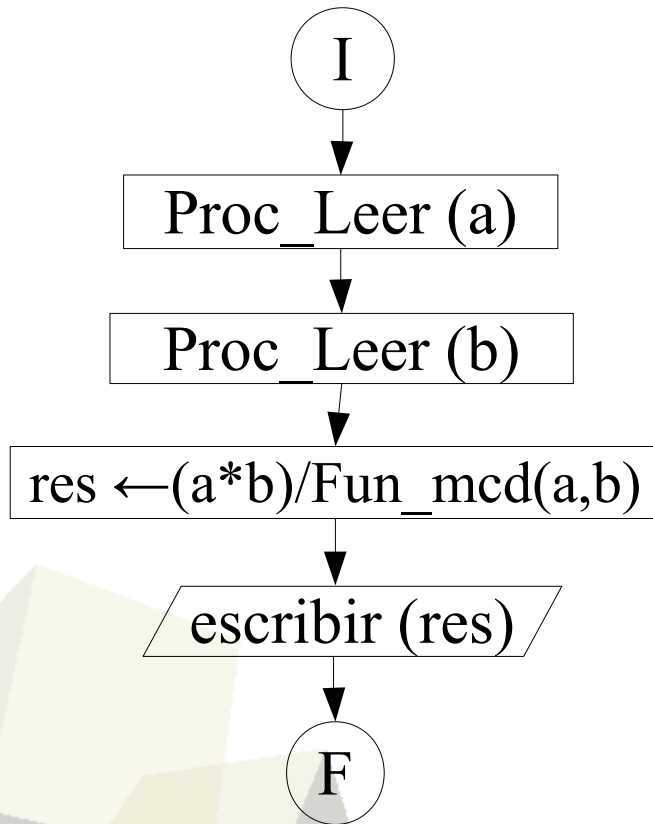 I
Proc_Leer (a)
Proc_Leer (b)
res ←(a*b)/Fun_mcd(a,b)
escribir (res)
F